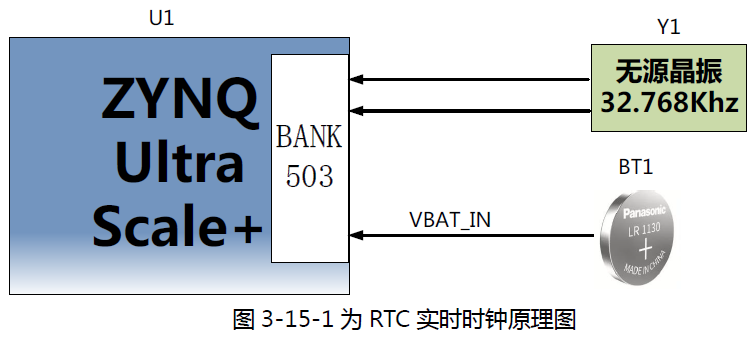 U1
Y1
ZYNQ
Ultra
Scale+
BANK
503
无源晶振
32.768Khz
BT1
VBAT_IN
Panasonic
LR 1130
+
MADE IN CHINA
图 3-15-1 为 RTC 实时时钟原理图